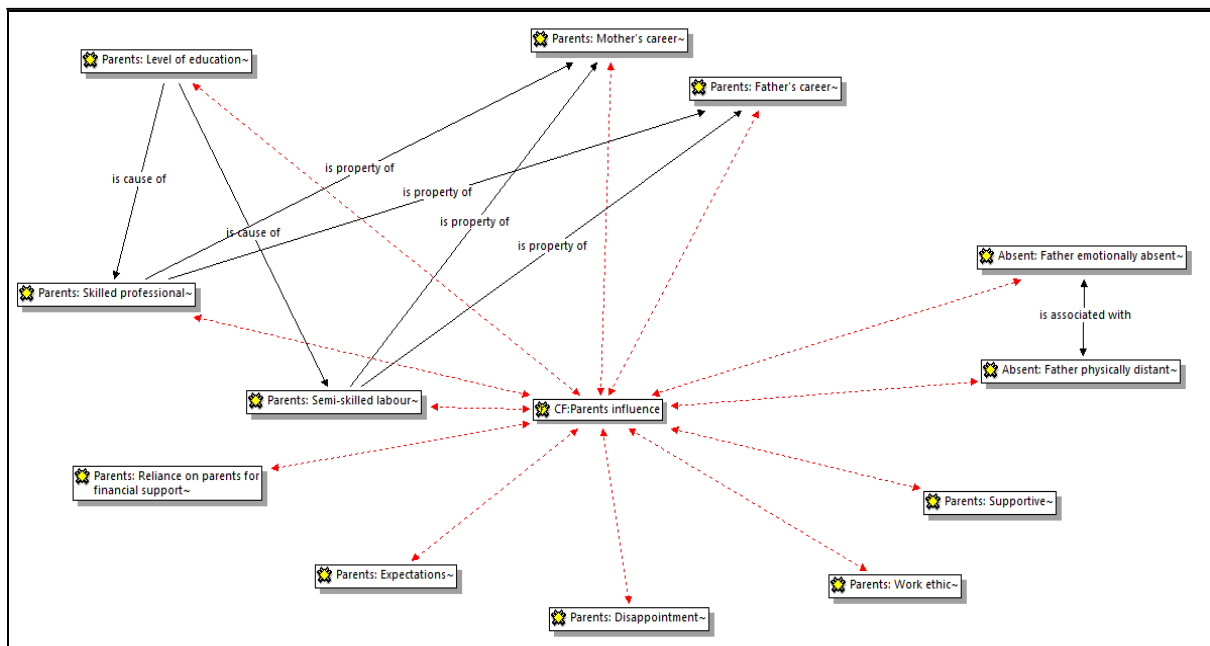 Parents: Mother's career~
Parents: Level of education~
Parents: Father's career~
is property of
is cause of
is property of
is property of
is cause of
is property of
Absent: Father emotionally absent~
Parents: Skilled professional~
is associated with
Absent: Father physically distant~
Parents: Semi-skilled labour~
CF:Parents influence
Parents: Reliance on parents for
financial support~
Parents: Supportive~
Parents: Expectations~
Parents: Work ethic~
Parents: Disappointment~